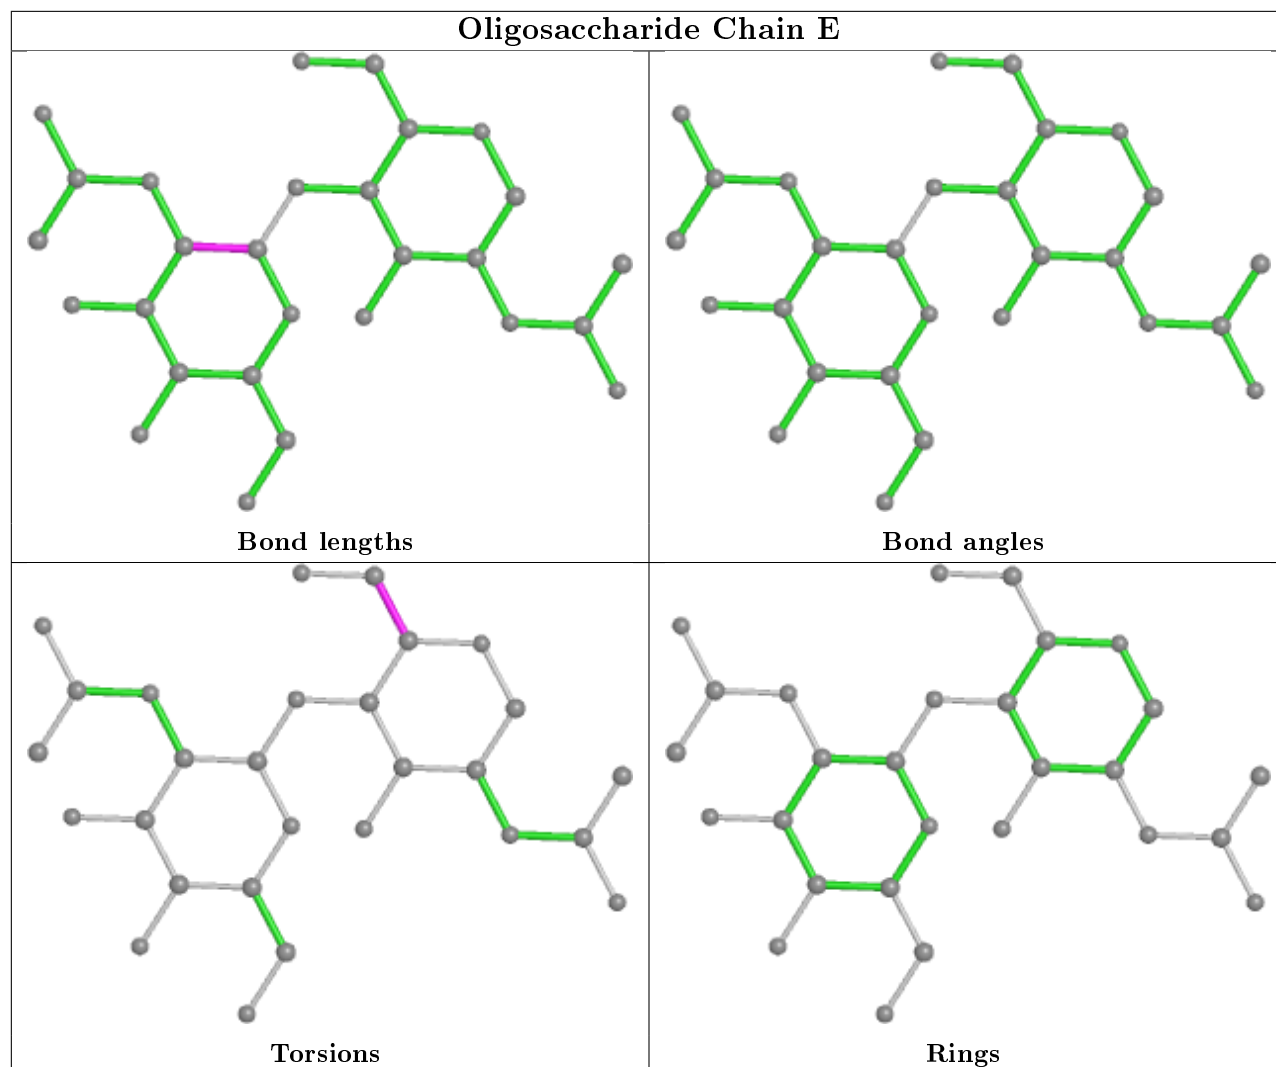 Oligosaccharide Chain E
Bond lengths
Bond angles
Torsions
Rings